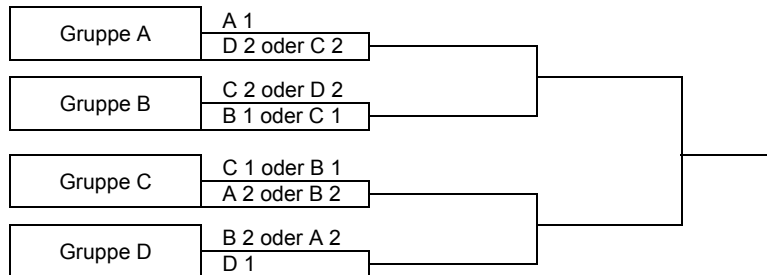 Gruppe A
A 1
D 2 oder C 2
Gruppe B
C 2 oder D 2
B 1 oder C 1
Gruppe C
C 1 oder B 1
A 2 oder B 2
Gruppe D
B 2 oder A 2
D 1